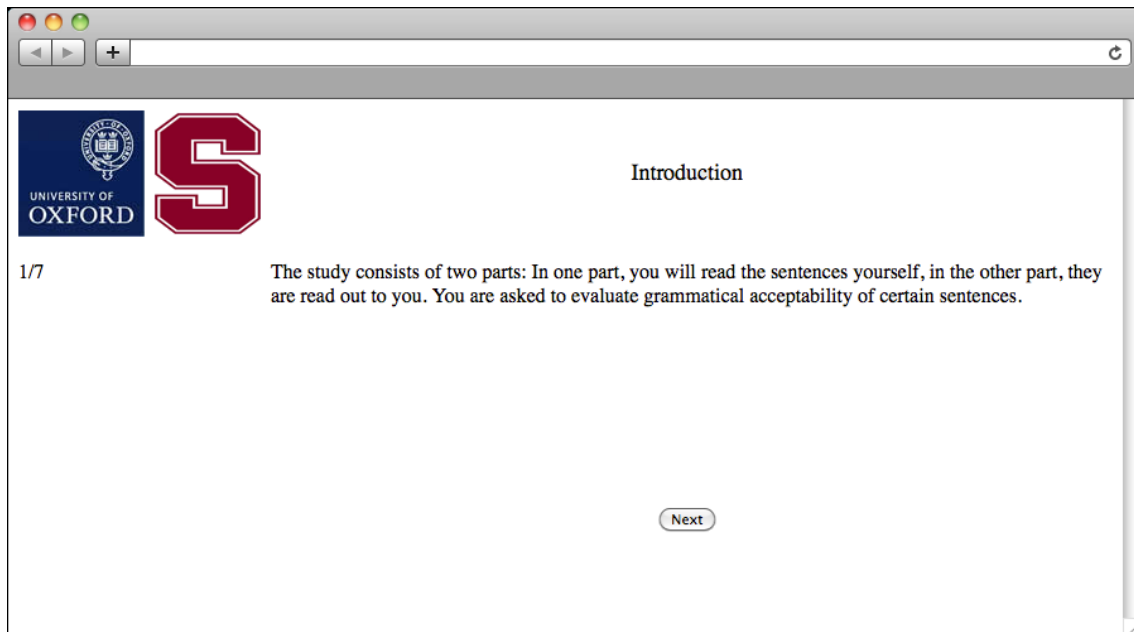 UNIVERSITY OF
OXFORD
S
Introduction
1/7
The study consists of two parts: In one part, you will read the sentences yourself, in the other part, they
are read out to you. You are asked to evaluate grammatical acceptability of certain sentences.
Next